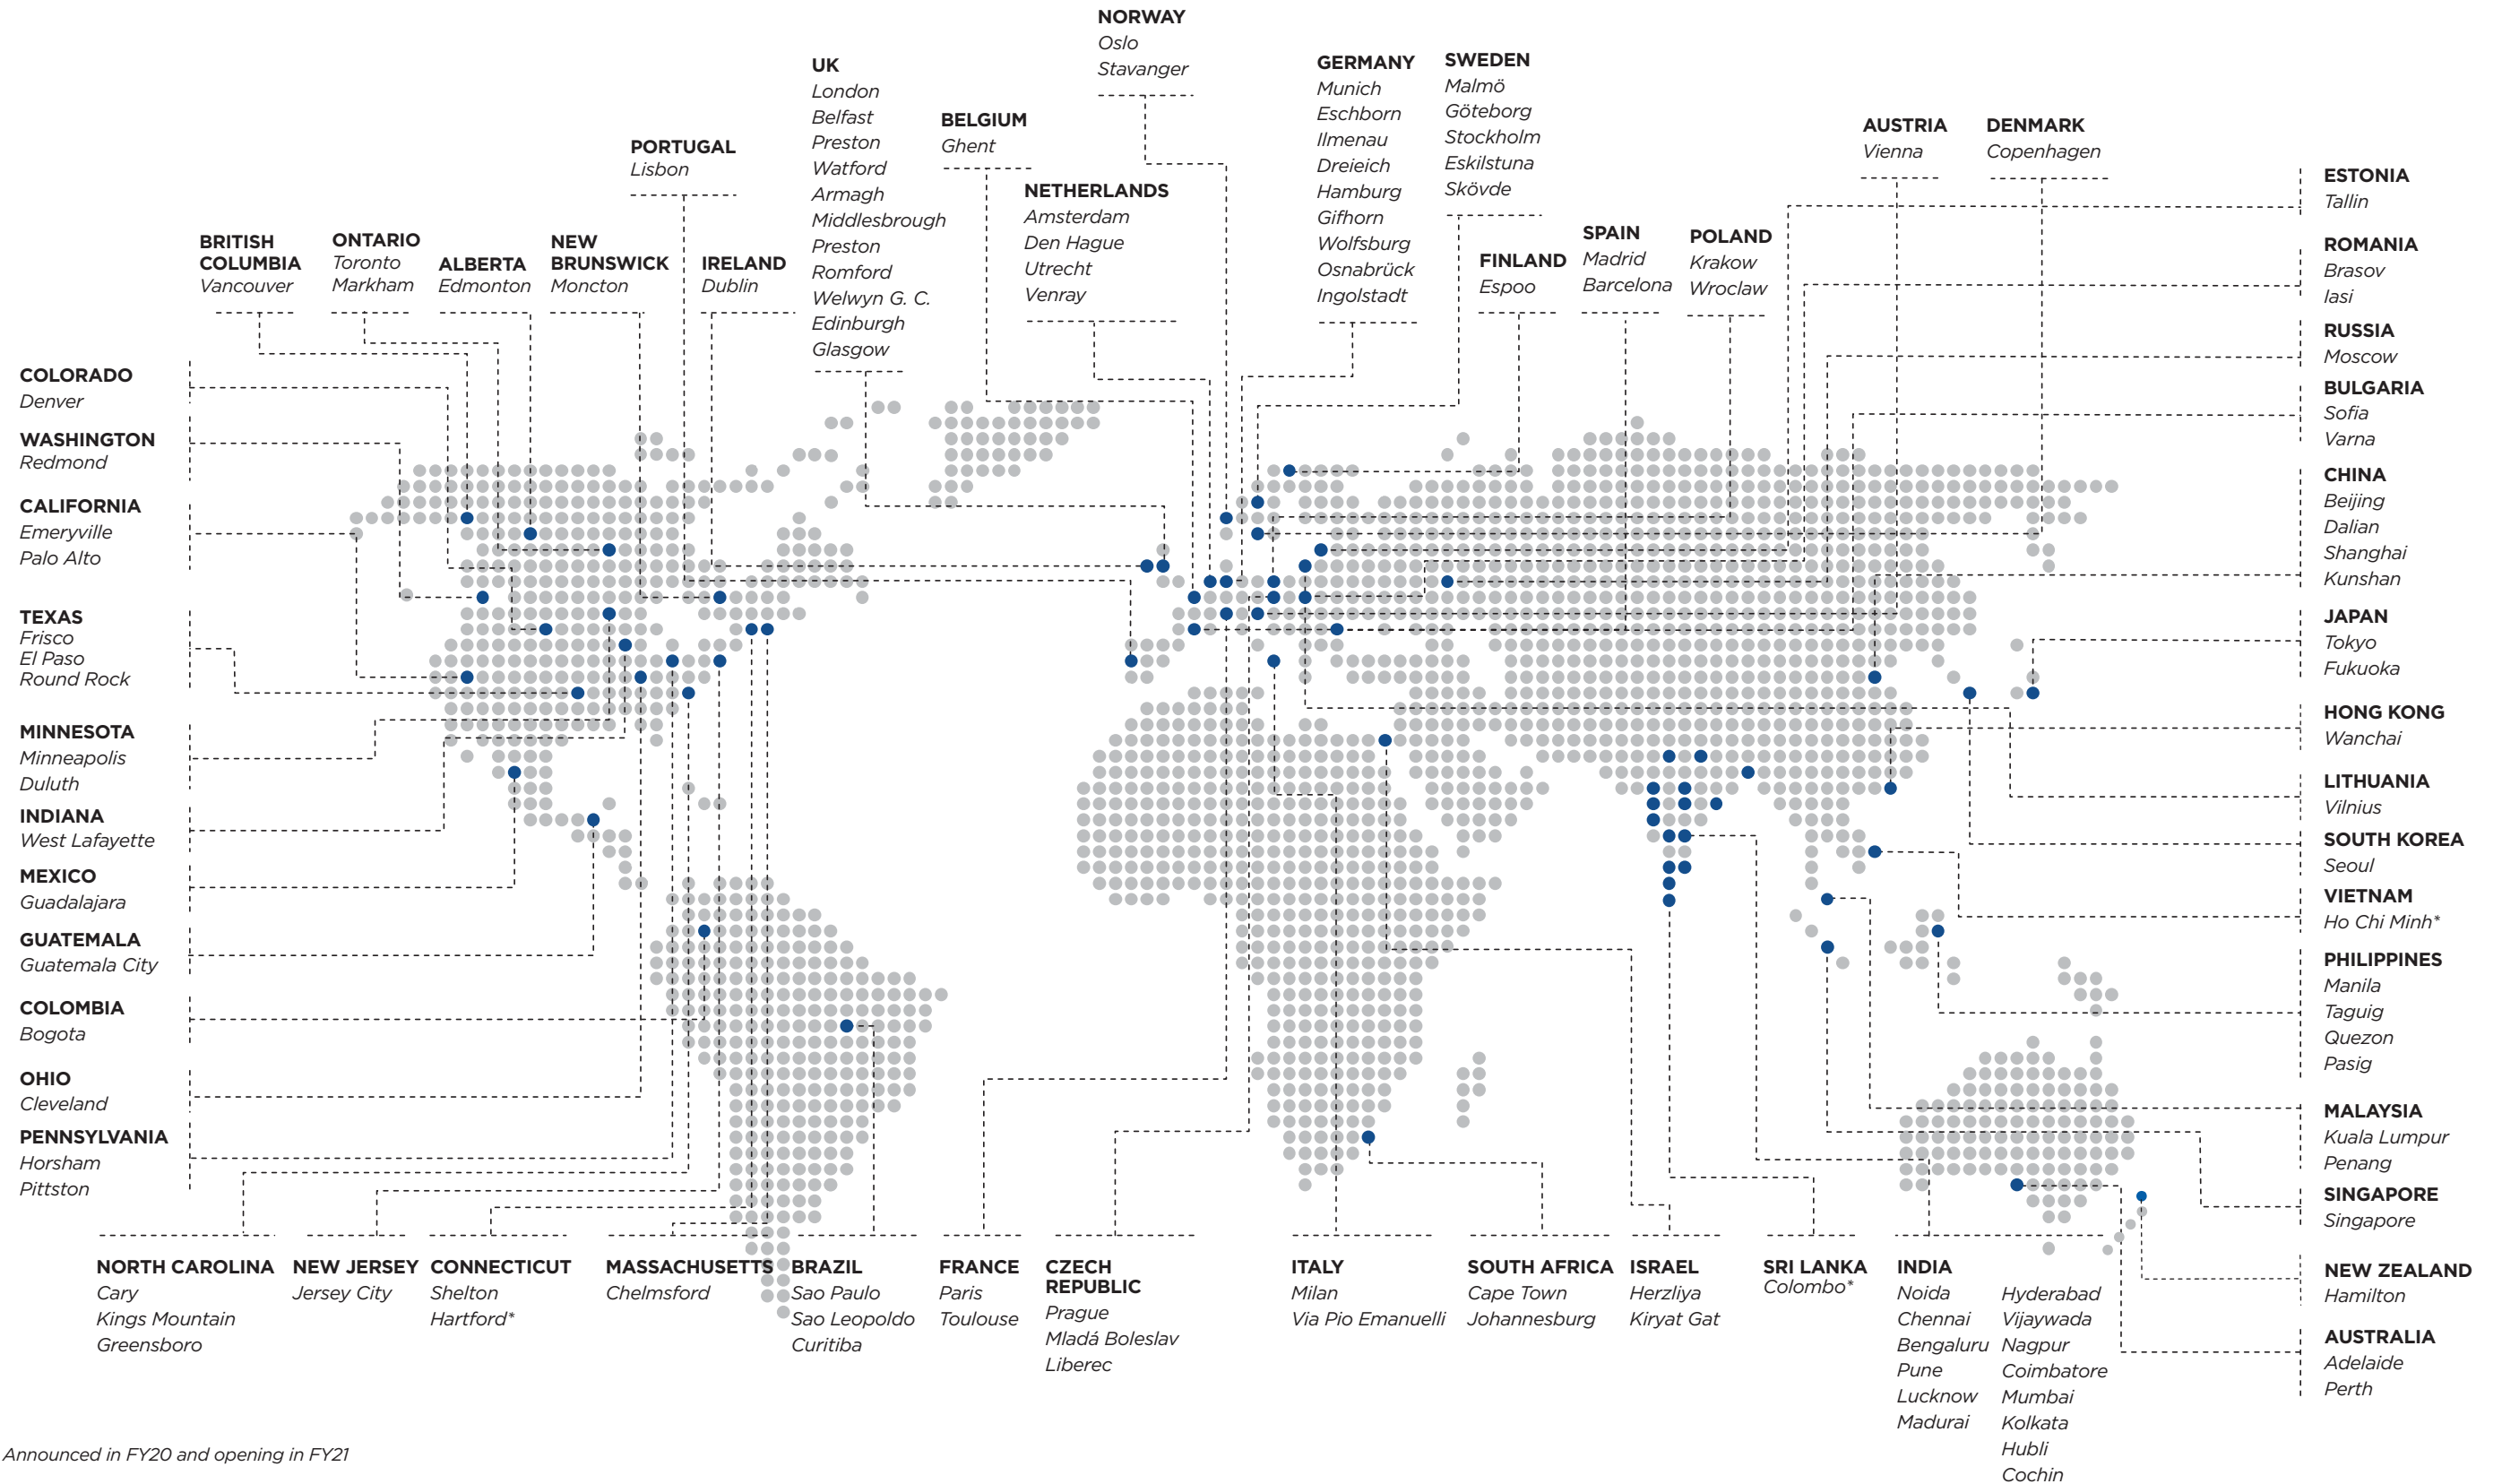 NORWAY
Oslo
Stavanger
UK
London
Belfast
Preston
Watford
Armagh
Middlesbrough
Preston
Romford
Welwyn G. C.
Edinburgh
Glasgow
GERMANY
Munich
Eschborn
Ilmenau
Dreieich
Hamburg
Gifhorn
Wolfsburg
Osnabrück
Ingolstadt
SWEDEN
Malmö
Göteborg
Stockholm
Eskilstuna
Skövde
BELGIUM
Ghent
PORTUGAL
Lisbon
NETHERLANDS
Amsterdam
Den Hague
Utrecht
Venray
AUSTRIA
Vienna
DENMARK
Copenhagen
BRITISH
COLUMBIA
Vancouver
ONTARIO
Toronto
Markham
ALBERTA
Edmonton
NEW
BRUNSWICK
Moncton
IRELAND
Dublin
FINLAND
Espoo
SPAIN
Madrid
Barcelona
POLAND
Krakow
Wroclaw
ESTONIA
Tallin
ROMANIA
Brasov
Iasi
RUSSIA
Moscow
BULGARIA
Sofia
Varna
CHINA
Beijing
Dalian
Shanghai
Kunshan
JAPAN
Tokyo
Fukuoka
HONG KONG
Wanchai
LITHUANIA
Vilnius
SOUTH KOREA
Seoul
VIETNAM
Ho Chi Minh*
PHILIPPINES
Manila
Taguig
Quezon
Pasig
MALAYSIA
Kuala Lumpur
Penang
SINGAPORE
Singapore
NEW ZEALAND
Hamilton
AUSTRALIA
Adelaide
Perth
COLORADO
Denver
WASHINGTON
Redmond
CALIFORNIA
Emeryville
Palo Alto
TEXAS
Frisco
El Paso
Round Rock
MINNESOTA
Minneapolis
Duluth
INDIANA
West Lafayette
MEXICO
Guadalajara
GUATEMALA
Guatemala City
COLOMBIA
Bogota
OHIO
Cleveland
PENNSYLVANIA
Horsham
Pittston
NORTH CAROLINA
Cary
Kings Mountain
Greensboro
NEW JERSEY
Jersey City
CONNECTICUT
Shelton
Hartford*
MASSACHUSETTS
Chelmsford
BRAZIL
Sao Paulo
Sao Leopoldo
Curitiba
FRANCE
Paris
Toulouse
CZECH
REPUBLIC
Prague
Mladá Boleslav
Liberec
ITALY
Milan
Via Pio Emanuelli
SOUTH AFRICA
Cape Town
Johannesburg
ISRAEL
Herzliya
Kiryat Gat
SRI LANKA
Colombo*
INDIA
Noida
Chennai
Bengaluru
Pune
Lucknow
Madurai
Hyderabad
Vijaywada
Nagpur
Coimbatore
Mumbai
Kolkata
Hubli
Cochin
Announced in FY20 and opening in FY21